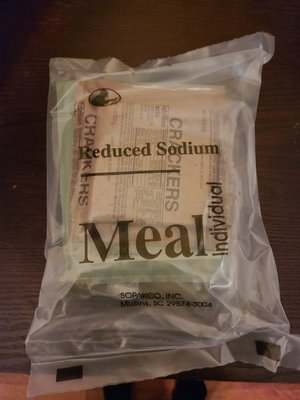 CRACKERS
CRACKERS
Reduced Sodium
Meal
Individual
SOPAKCO, INC.
Mullins, SC 29574-3004